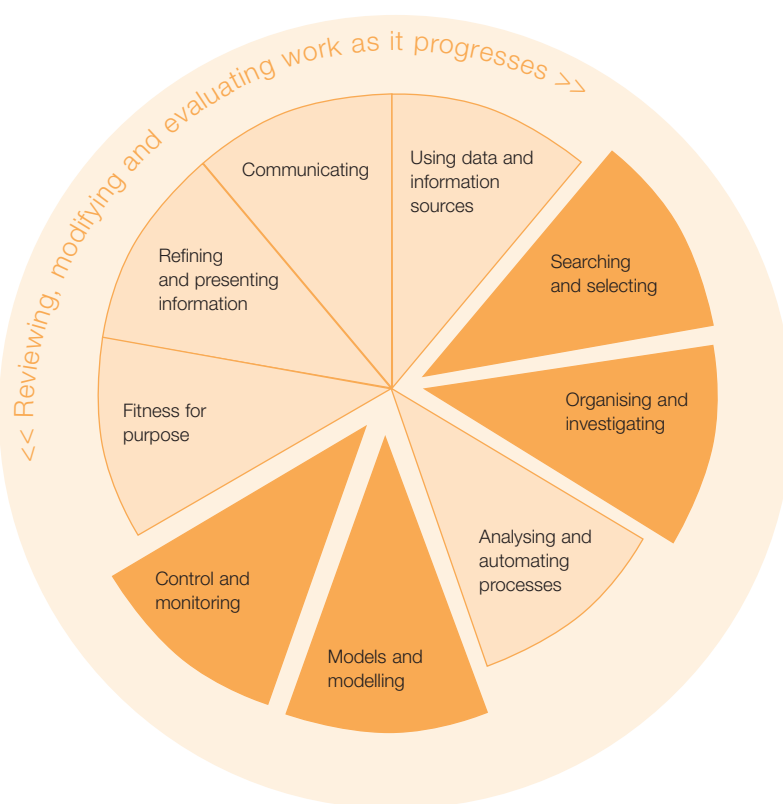 << Reviewing, modifying and evaluating work as it progresses >>
Communicating
Using data and
information
sources
Searching
and selecting
Organising and
investigating
Analysing and
automating
processes
Models and
modelling
Control and
monitoring
Fitness for
purpose
Refining
and presenting
information